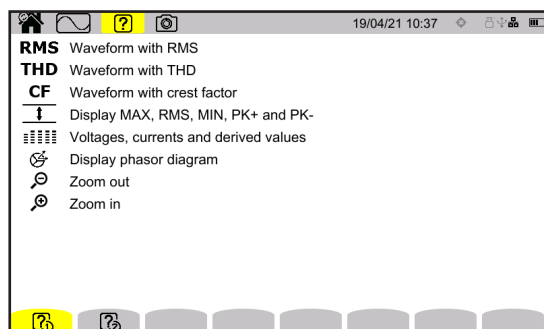 19/04/21 10:37
RMS Waveform with RMS
THD Waveform with THD
CF Waveform with crest factor
Display MAX, RMS, MIN, PK+ and PK-
Voltages, currents and derived values
Display phasor diagram
Zoom out
Zoom in